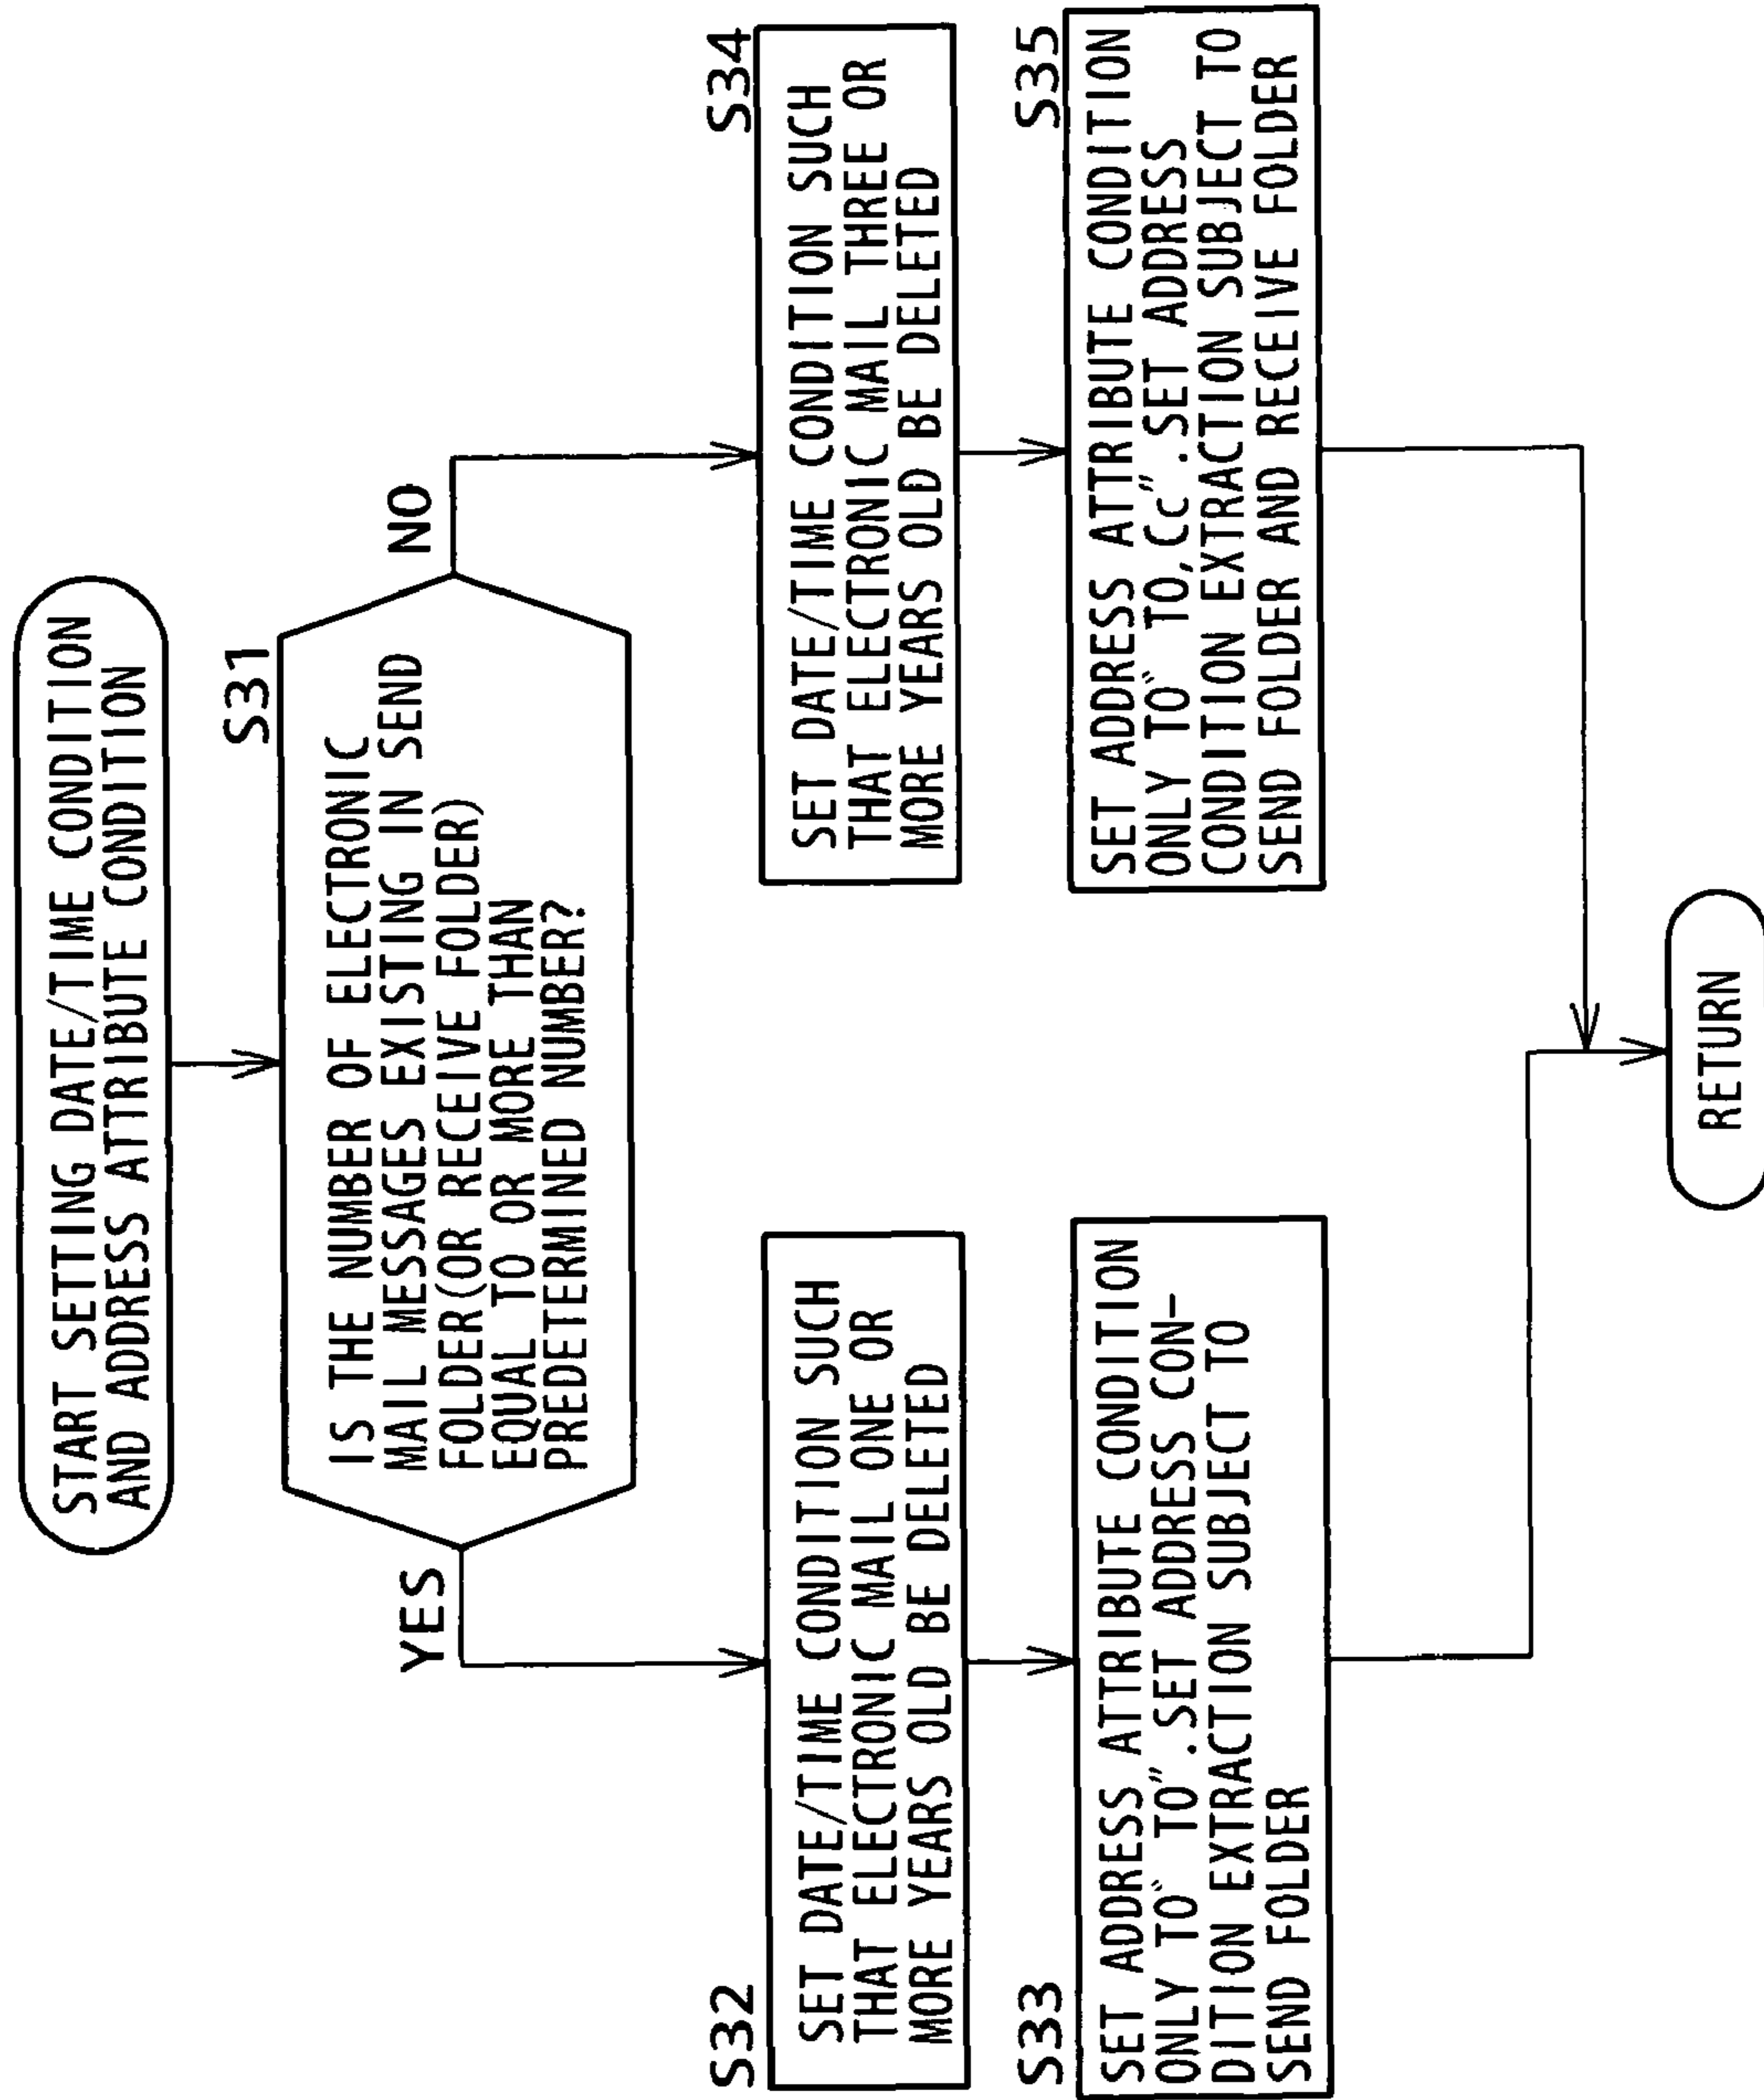 START SETTING DATE/TIME CONDITION
AND ADDRESS ATTRIBUTE CONDITION
S31
IS THE NUMBER OF ELECTRONIC
MAIL MESSAGES EXISTING IN SEND
FOLDER(OR RECEIVE FOLDER)
EQUAL TO OR MORE THAN
PREDETERMINED NUMBER?
YES
NO
S32
SET DATE/TIME CONDITION SUCH
THAT ELECTRONIC MAIL ONE OR
MORE YEARS OLD BE DELETED
S33
SET ADDRESS ATTRIBUTE CONDITION
ONLY TO" TO".SET ADDRESS CON-
DITION EXTRACTION SUBJECT TO
SEND FOLDER
S34
SET DATE/TIME CONDITION SUCH
THAT ELECTRONIC MAIL THREE OR
MORE YEARS OLD BE DELETED
S35
SET ADDRESS ATTRIBUTE CONDITION
ONLY TO" TO,CC".SET ADDRESS
CONDITION EXTRACTION SUBJECT TO
SEND FOLDER AND RECEIVE FOLDER
RETURN